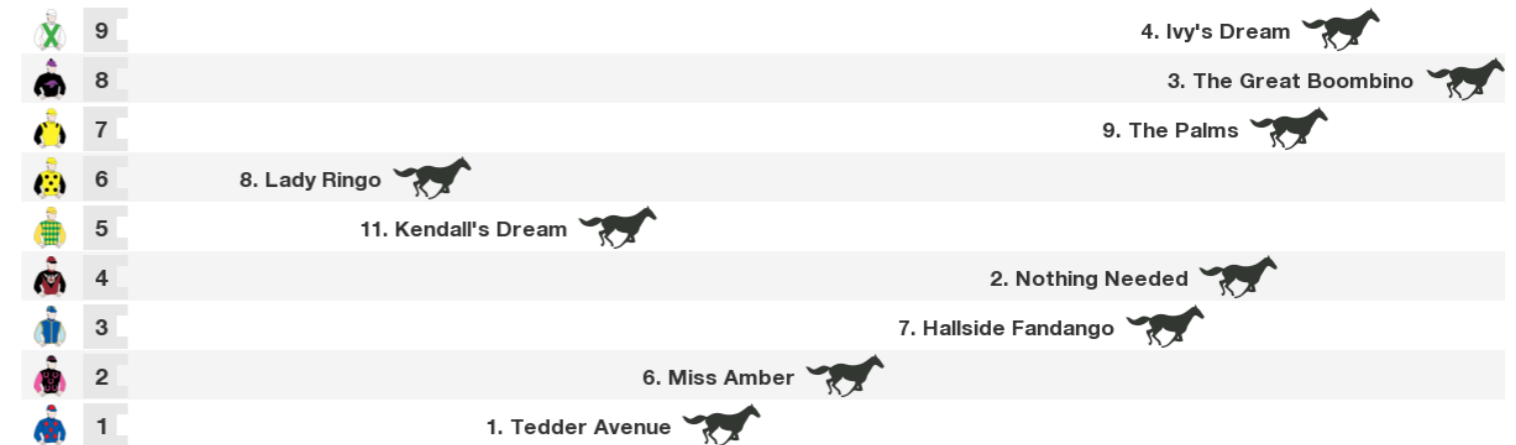 9 4. Ivy's Dream
8 3. The Great Boombino
7 9. The Palms
6 8. Lady Ringo
5 11. Kendall's Dream
4 2. Nothing Needed
3 7. Hallside Fandango
2 6. Miss Amber
1 1. Tedder Avenue